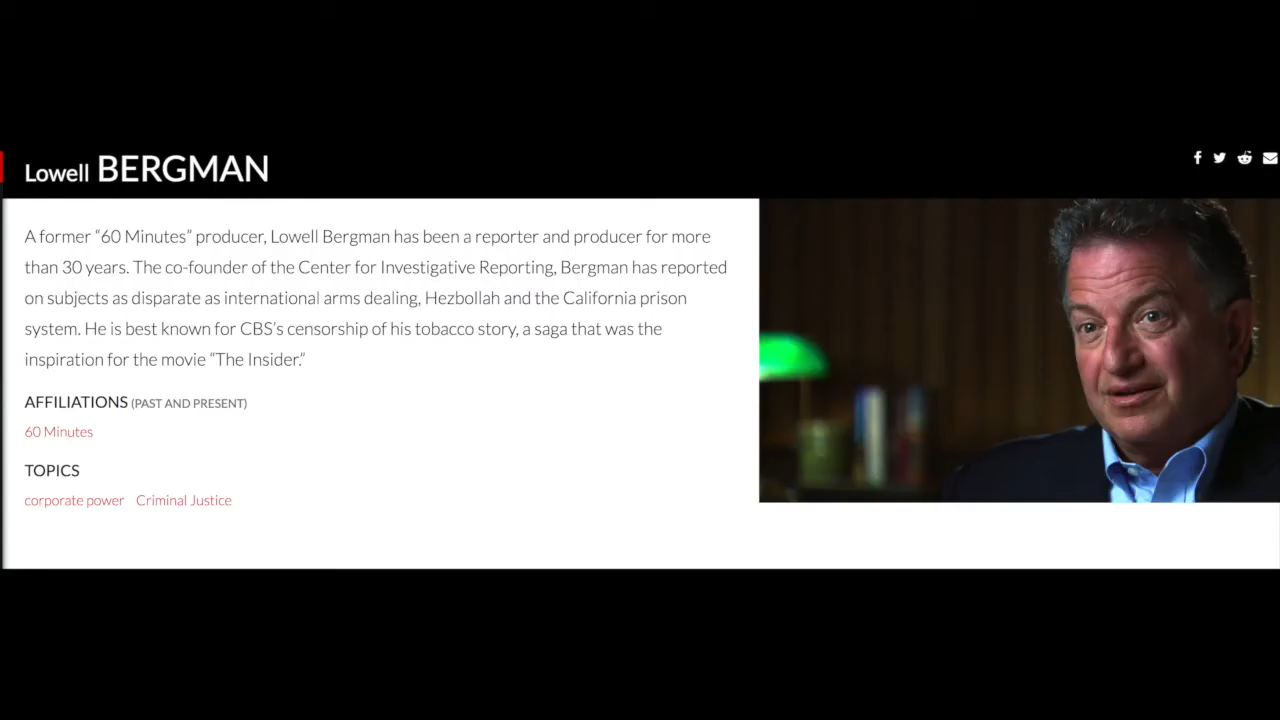 Lowell BERGMAN
A former “60 Minutes” producer, Lowell Bergman has been a reporter and producer for more
than 30 years. The co-founder of the Center for Investigative Reporting, Bergman has reported
on subjects as disparate as international arms dealing, Hezbollah and the California prison
system. He is best known for CBS’s censorship of his tobacco story, a saga that was the
inspiration for the movie “The Insider.”
AFFILIATIONS (PAST AND PRESENT)
60 Minutes
TOPICS
corporate power Criminal Justice